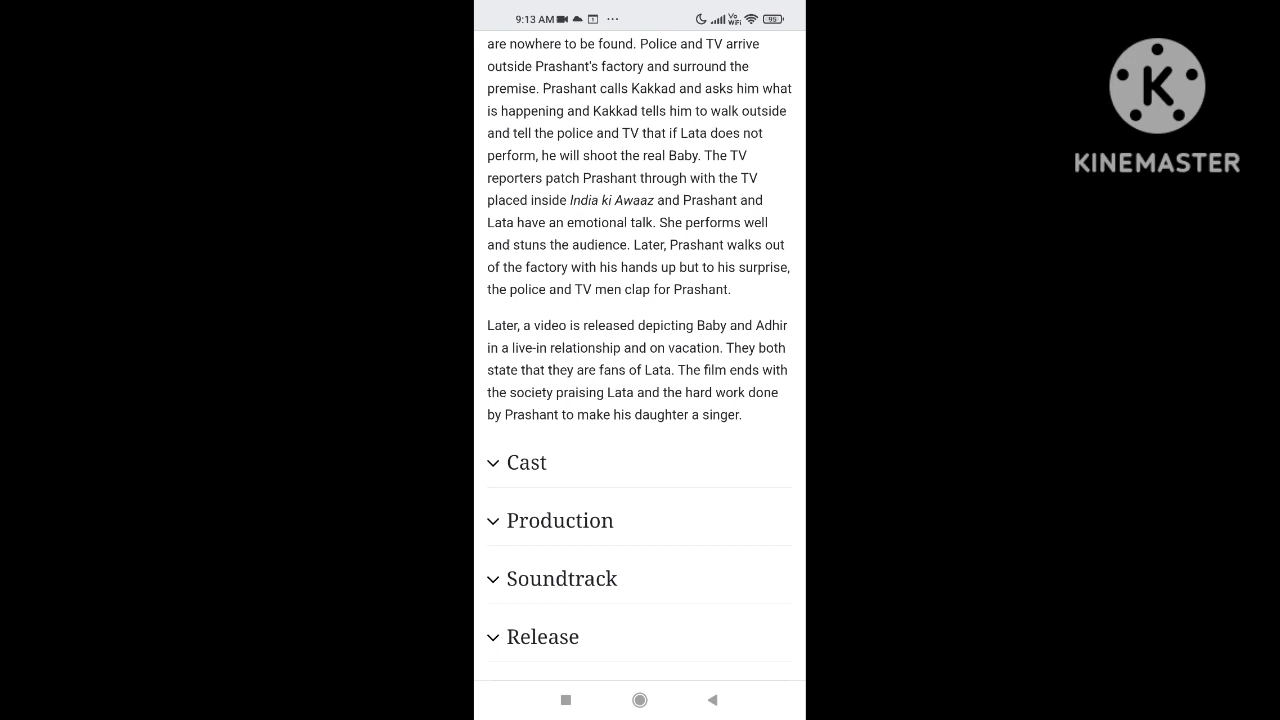 9:13 AM
Vo
WiFi
95
are nowhere to be found. Police and TV arrive
outside Prashant's factory and surround the
premise. Prashant calls Kakkad and asks him what
is happening and Kakkad tells him to walk outside
and tell the police and TV that if Lata does not
perform, he will shoot the real Baby. The TV
reporters patch Prashant through with the TV
placed inside India ki Awaaz and Prashant and
Lata have an emotional talk. She performs well
and stuns the audience. Later, Prashant walks out
of the factory with his hands up but to his surprise,
the police and TV men clap for Prashant.
Later, a video is released depicting Baby and Adhir
in a live-in relationship and on vacation. They both
state that they are fans of Lata. The film ends with
the society praising Lata and the hard work done
by Prashant to make his daughter a singer.
Cast
Production
Soundtrack
Release
K
KINEMASTER